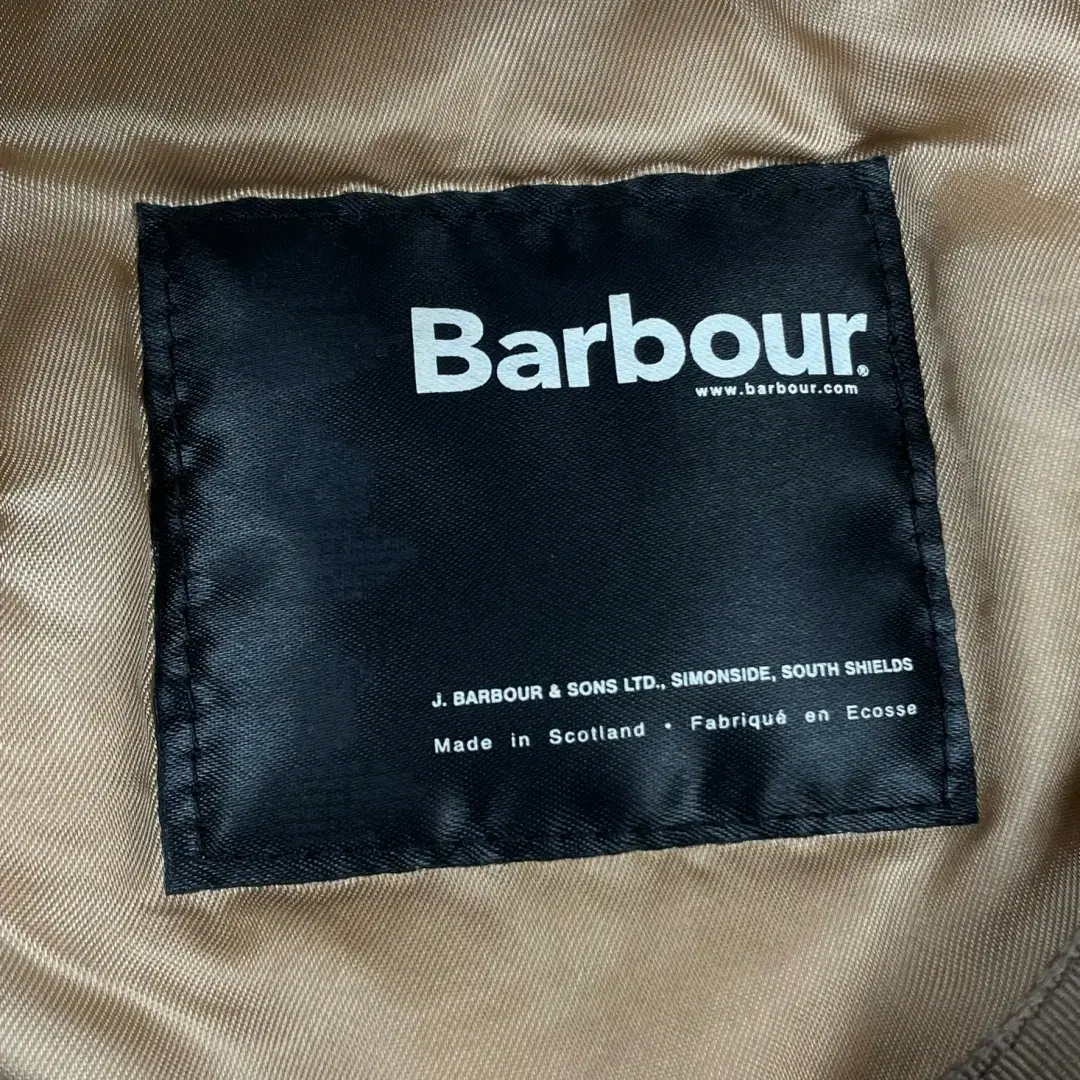 Barbour®
www.barbour.com
J. BARBOUR & SONS LTD., SIMONSIDE, SOUTH SHIELDS
Made in Scotland • Fabriqué en Ecosse